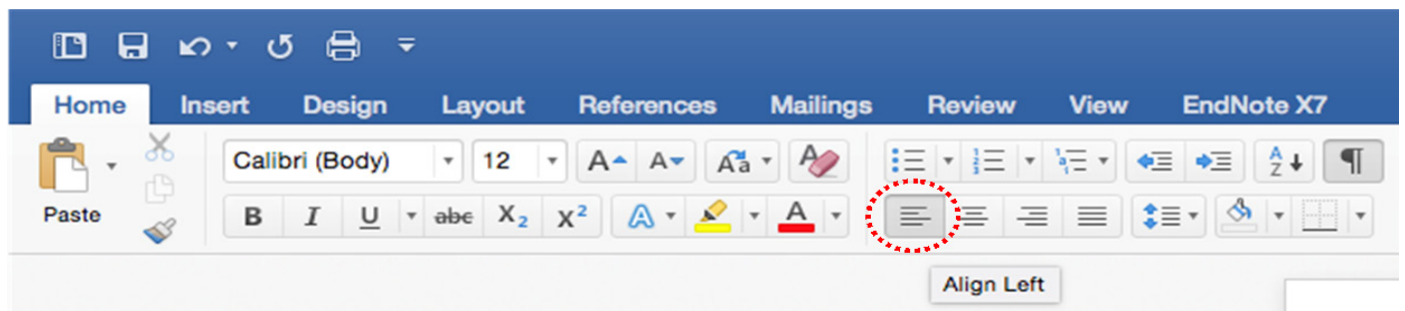 Home Insert Design Layout References Mailings Review View EndNote X7
Paste Calibri (Body) 12 A A Aa A A Z ¶
B I U abc X2 X2 A A
Align Left